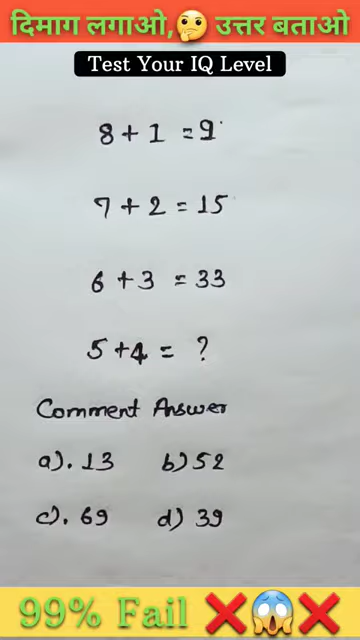 दिमाग लगाओ,🤔 उत्तर बताओ
Test Your IQ Level
8 + 1 = 9
7 + 2 = 15
6 + 3 = 33
5 + 4 = ?
Comment Answer
a). 13 b) 52
c). 69 d) 39
99% Fail ❌😱❌